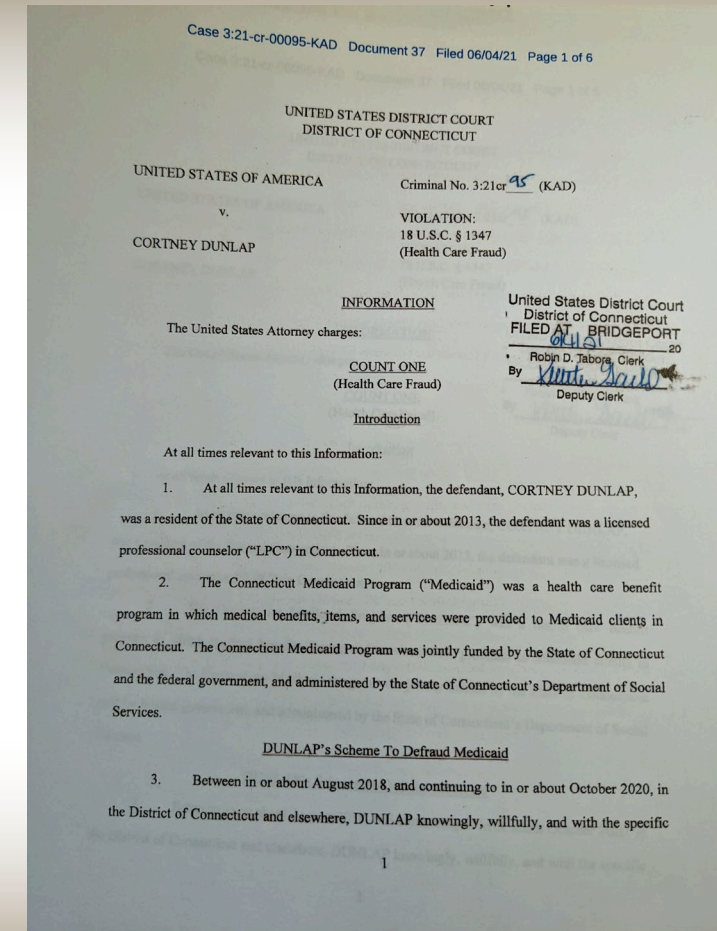 Case 3:21-cr-00095-KAD Document 37 Filed 06/04/21 Page 1 of 6
UNITED STATES DISTRICT COURT
DISTRICT OF CONNECTICUT
UNITED STATES OF AMERICA
v.
CORTNEY DUNLAP
Criminal No. 3:21cr 95 (KAD)
VIOLATION:
18 U.S.C. § 1347
(Health Care Fraud)
INFORMATION
The United States Attorney charges:
COUNT ONE
(Health Care Fraud)
Introduction
United States District Court
District of Connecticut
FILED AT BRIDGEPORT
6/4/21 20
Robin D. Tabora, Clerk
By
Deputy Clerk
At all times relevant to this Information:
1. At all times relevant to this Information, the defendant, CORTNEY DUNLAP,
was a resident of the State of Connecticut. Since in or about 2013, the defendant was a licensed
professional counselor (“LPC”) in Connecticut.
2. The Connecticut Medicaid Program (“Medicaid”) was a health care benefit
program in which medical benefits, items, and services were provided to Medicaid clients in
Connecticut. The Connecticut Medicaid Program was jointly funded by the State of Connecticut
and the federal government, and administered by the State of Connecticut’s Department of Social
Services.
DUNLAP’s Scheme To Defraud Medicaid
3. Between in or about August 2018, and continuing to in or about October 2020, in
the District of Connecticut and elsewhere, DUNLAP knowingly, willfully, and with the specific
1